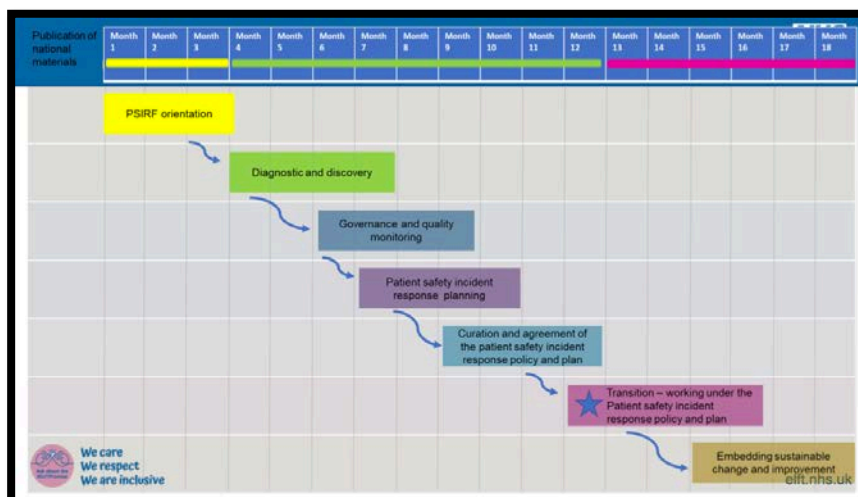 Publication of
national
materials
Month
1
Month
2
Month
3
Month
4
Month
5
Month
6
Month
7
Month
8
Month
9
Month
10
Month
11
Month
12
Month
13
Month
14
Month
15
Month
16
Month
17
Month
18
PSIRF orientation
Diagnostic and discovery
Governance and quality
monitoring
Patient safety incident
response planning
Curation and agreement of
the patient safety incident
response policy and plan
Transition – working under the
Patient safety incident
response policy and plan
Embedding sustainable
change and improvement
We care
We respect
We are inclusive
elft.nhs.uk